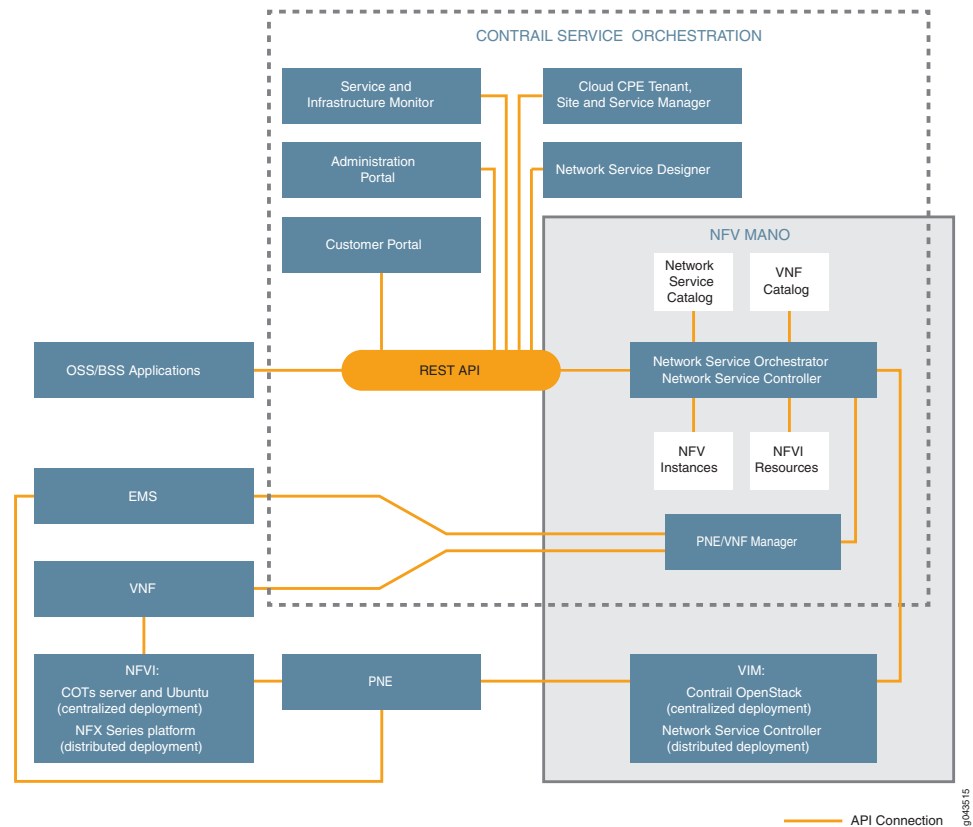 CONTRAIL SERVICE ORCHESTRATION
Service and
Infrastructure Monitor
Cloud CPE Tenant,
Site and Service Manager
Administration
Portal
Network Service Designer
Customer Portal
NFV MANO
Network
Service
Catalog
VNF
Catalog
OSS/BSS Applications
REST API
Network Service Orchestrator
Network Service Controller
NFV
Instances
NFVI
Resources
EMS
PNE/VNF Manager
VNF
NFVI:
COTs server and Ubuntu
(centralized deployment)
NFX Series platform
(distributed deployment)
PNE
VIM:
Contrail OpenStack
(centralized deployment)
Network Service Controller
(distributed deployment)
API Connection
g043515